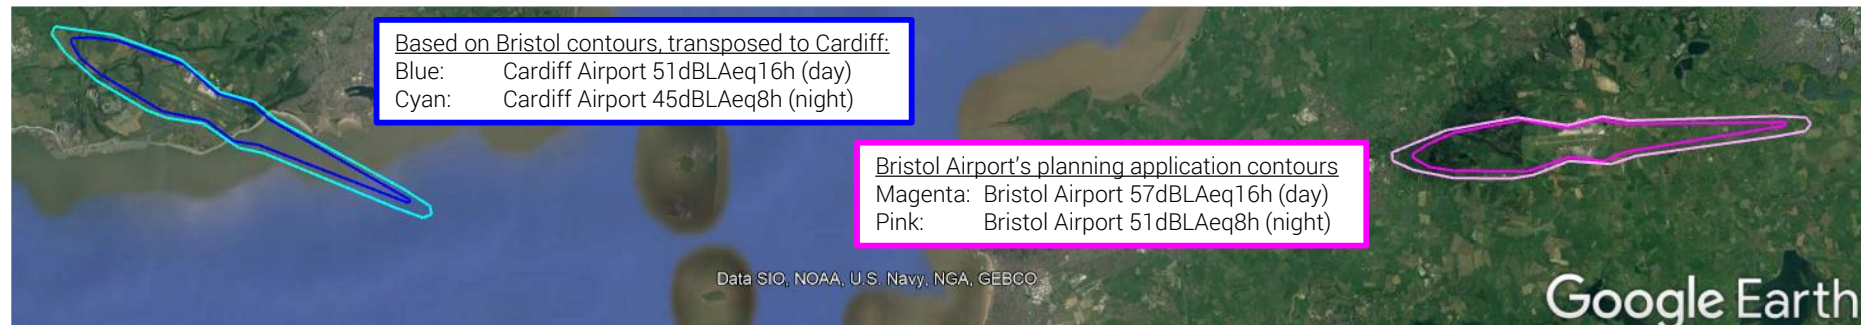 Based on Bristol contours, transposed to Cardiff:
Blue: Cardiff Airport 51dBLAeq16h (day)
Cyan: Cardiff Airport 45dBLAeq8h (night)
Bristol Airport's planning application contours
Magenta: Bristol Airport 57dBLAeq16h (day)
Pink: Bristol Airport 51dBLAeq8h (night)
Data SIO, NOAA, U.S. Navy, NGA, GEBCO
Google Earth